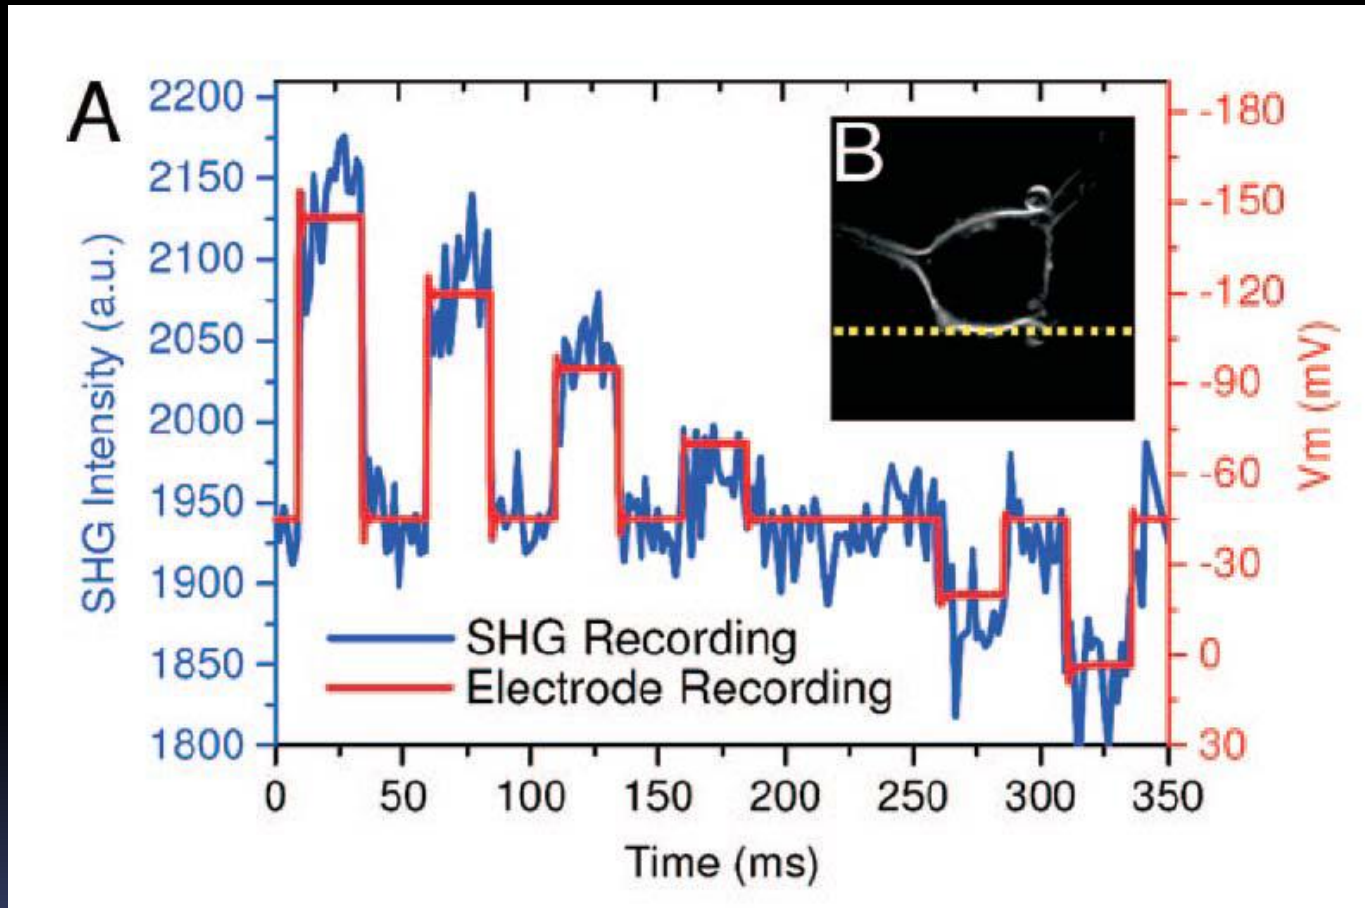 A
B
SHG Intensity (a.u.)
2200
2150
2100
2050
2000
1950
1900
1850
1800
-180
-150
-120
-90
-60
-30
0
30
Vm (mV)
SHG Recording
Electrode Recording
0 50 100 150 200 250 300 350
Time (ms)